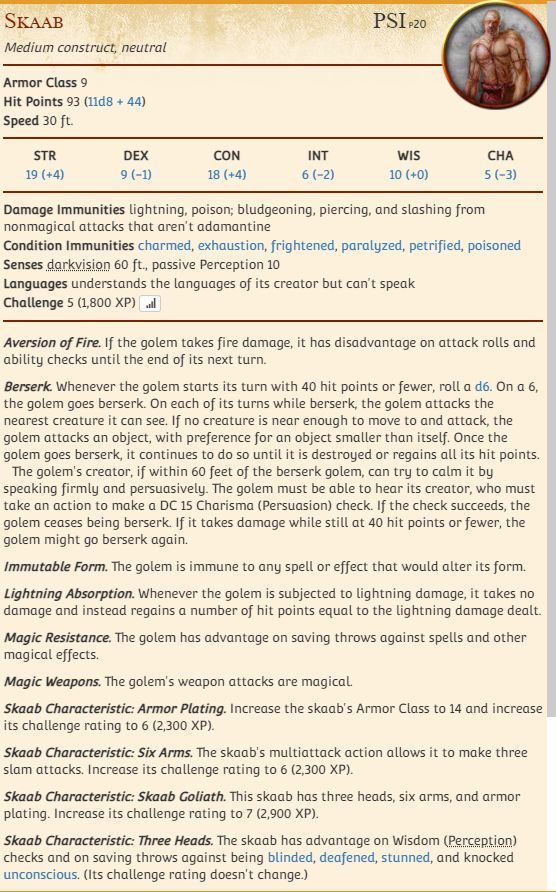 SKAAB PSI p20
Medium construct, neutral
Armor Class 9
Hit Points 93 (11d8 + 44)
Speed 30 ft.
STR DEX CON INT WIS CHA
19 (+4) 9 (−1) 18 (+4) 6 (−2) 10 (+0) 5 (−3)
Damage Immunities lightning, poison; bludgeoning, piercing, and slashing from
nonmagical attacks that aren't adamantine
Condition Immunities charmed, exhaustion, frightened, paralyzed, petrified, poisoned
Senses darkvision 60 ft., passive Perception 10
Languages understands the languages of its creator but can't speak
Challenge 5 (1,800 XP)
Aversion of Fire. If the golem takes fire damage, it has disadvantage on attack rolls and
ability checks until the end of its next turn.
Berserk. Whenever the golem starts its turn with 40 hit points or fewer, roll a d6. On a 6,
the golem goes berserk. On each of its turns while berserk, the golem attacks the
nearest creature it can see. If no creature is near enough to move to and attack, the
golem attacks an object, with preference for an object smaller than itself. Once the
golem goes berserk, it continues to do so until it is destroyed or regains all its hit points.
The golem's creator, if within 60 feet of the berserk golem, can try to calm it by
speaking firmly and persuasively. The golem must be able to hear its creator, who must
take an action to make a DC 15 Charisma (Persuasion) check. If the check succeeds, the
golem ceases being berserk. If it takes damage while still at 40 hit points or fewer, the
golem might go berserk again.
Immutable Form. The golem is immune to any spell or effect that would alter its form.
Lightning Absorption. Whenever the golem is subjected to lightning damage, it takes no
damage and instead regains a number of hit points equal to the lightning damage dealt.
Magic Resistance. The golem has advantage on saving throws against spells and other
magical effects.
Magic Weapons. The golem's weapon attacks are magical.
Skaab Characteristic: Armor Plating. Increase the skaab's Armor Class to 14 and increase
its challenge rating to 6 (2,300 XP).
Skaab Characteristic: Six Arms. The skaab's multiattack action allows it to make three
slam attacks. Increase its challenge rating to 6 (2,300 XP).
Skaab Characteristic: Skaab Goliath. This skaab has three heads, six arms, and armor
plating. Increase its challenge rating to 7 (2,900 XP).
Skaab Characteristic: Three Heads. The skaab has advantage on Wisdom (Perception)
checks and on saving throws against being blinded, deafened, stunned, and knocked
unconscious. (Its challenge rating doesn't change.)